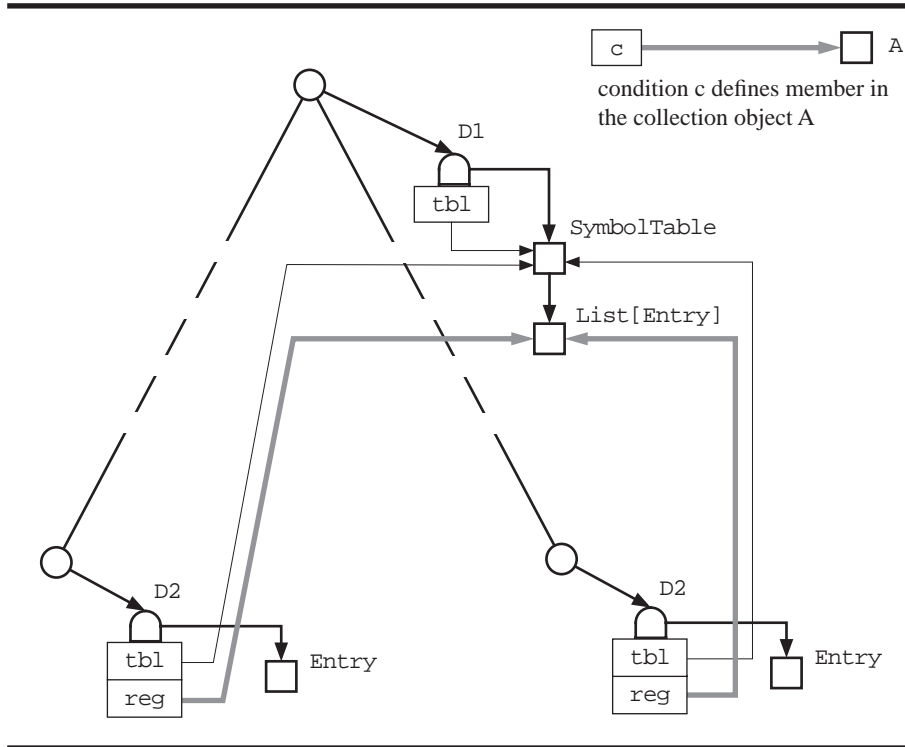 c
A
condition c defines member in
the collection object A
D1
tbl
SymbolTable
List[Entry]
D2
tbl
reg
Entry
D2
tbl
reg
Entry